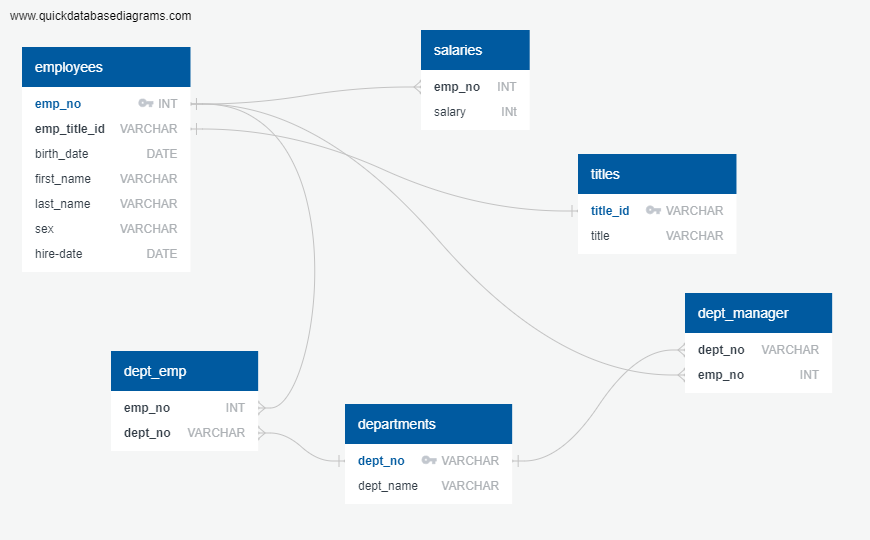 www.quickdatabasediagrams.com
employees
emp_no INT
emp_title_id VARCHAR
birth_date DATE
first_name VARCHAR
last_name VARCHAR
sex VARCHAR
hire-date DATE
salaries
emp_no INT
salary INt
titles
title_id VARCHAR
title VARCHAR
dept_manager
dept_no VARCHAR
emp_no INT
dept_emp
emp_no INT
dept_no VARCHAR
departments
dept_no VARCHAR
dept_name VARCHAR